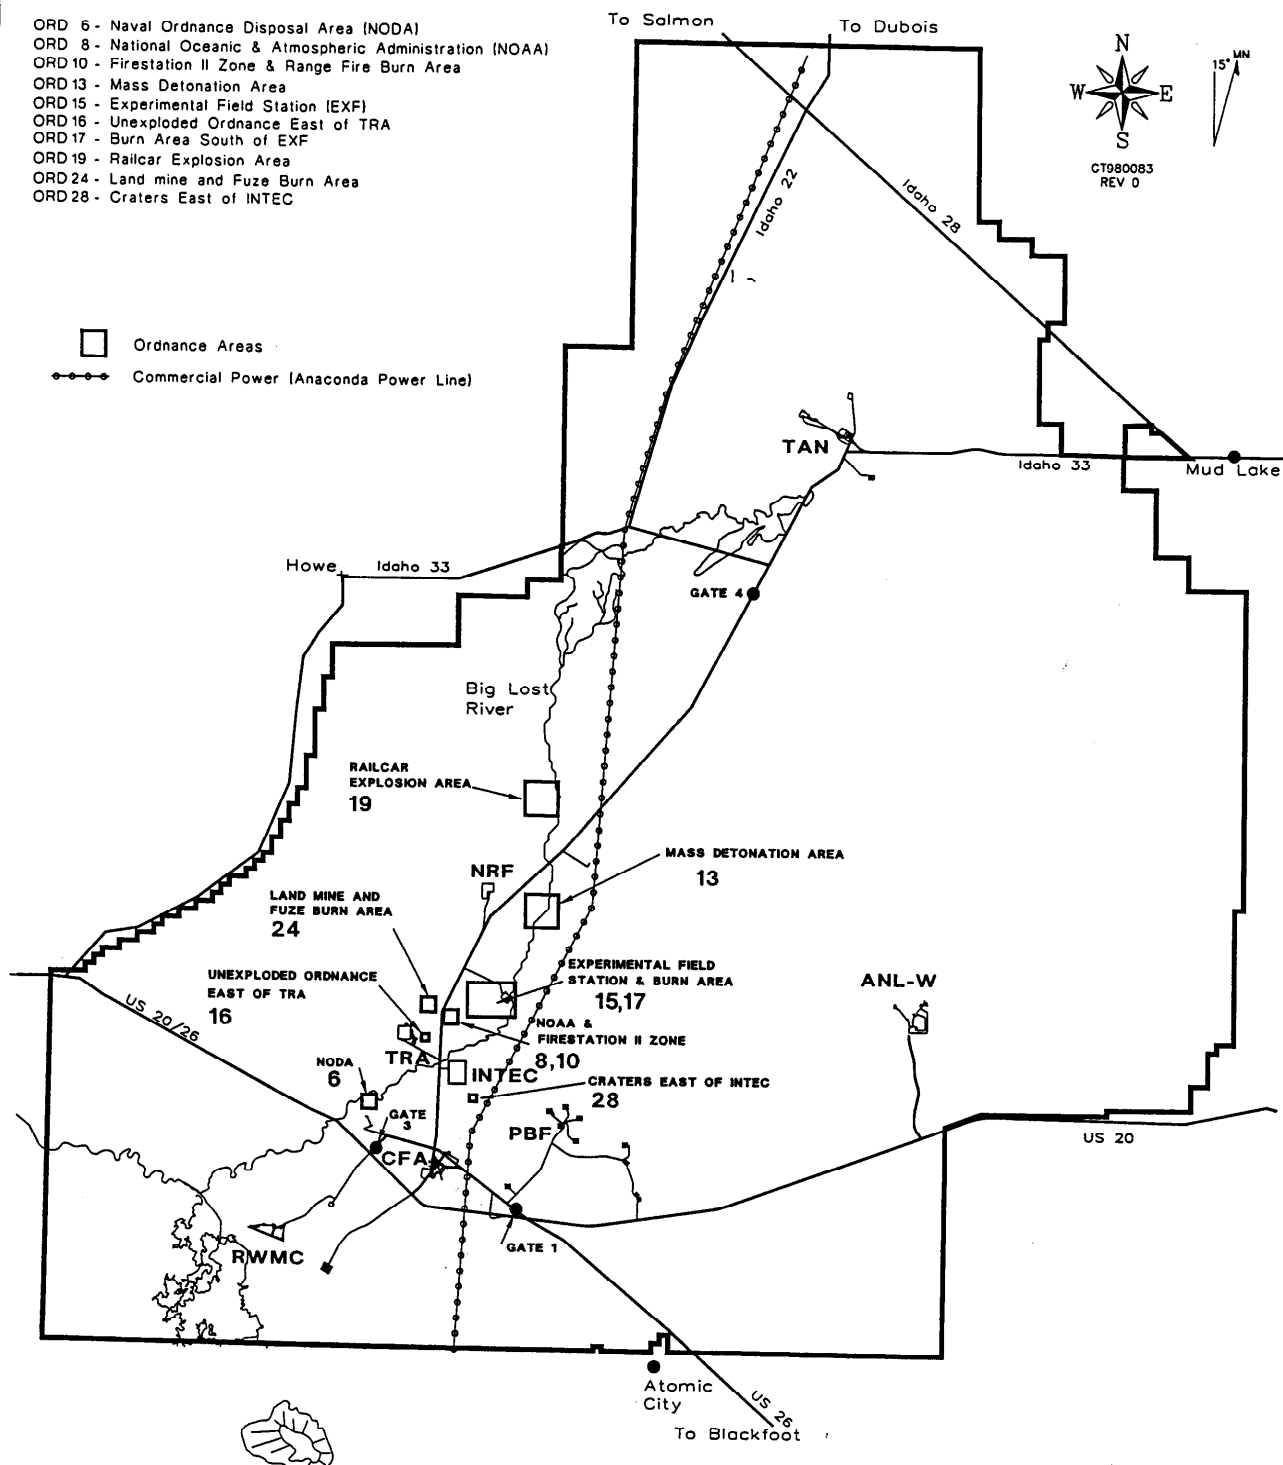 ORD 6 - Naval Ordnance Disposal Area (NODA)
ORD 8 - National Oceanic & Atmospheric Administration (NOAA)
ORD 10 - Firestation II Zone & Range Fire Burn Area
ORD 13 - Mass Detonation Area
ORD 15 - Experimental Field Station (EXF)
ORD 16 - Unexploded Ordnance East of TRA
ORD 17 - Burn Area South of EXF
ORD 19 - Railcar Explosion Area
ORD 24 - Land mine and Fuze Burn Area
ORD 28 - Craters East of INTEC
To Salmon
To Dubois
N
W E
S
15° MN
CT980083
REV 0
Idaho 22
Idaho 28
Ordnance Areas
Commercial Power (Anaconda Power Line)
TAN
Idaho 33
Mud Lake
Howe
Idaho 33
GATE 4
Big Lost
River
RAILCAR
EXPLOSION AREA
19
MASS DETONATION AREA
13
NRF
LAND MINE AND
FUZE BURN AREA
24
EXPERIMENTAL FIELD
STATION & BURN AREA
15,17
UNEXPLODED ORDNANCE
EAST OF TRA
16
ANL-W
US 20/26
NOAA &
FIRESTATION II ZONE
8,10
TRA
NODA
6
INTEC
CRATERS EAST OF INTEC
28
GATE
3
PBF
CFA
US 20
RWMC
GATE 1
Atomic
City
US 26
To Blackfoot